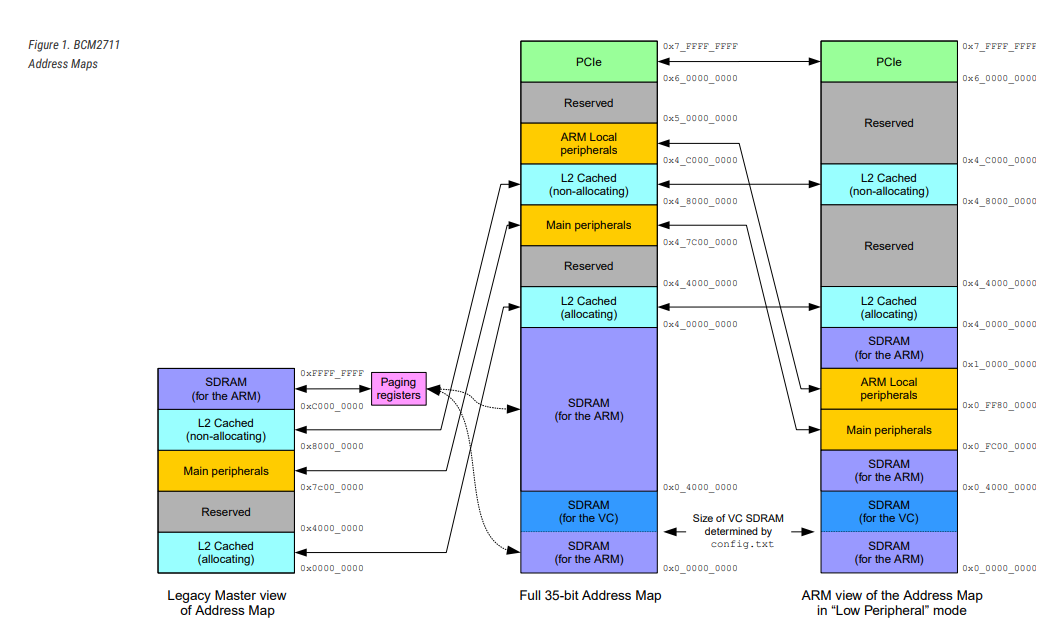 Figure 1. BCM2711
Address Maps
0xFFFF_FFFF
SDRAM
(for the ARM)
0xC000_0000
L2 Cached
(non-allocating)
0x8000_0000
Main peripherals
0x7c00_0000
Reserved
0x4000_0000
L2 Cached
(allocating)
0x0000_0000
Legacy Master view
of Address Map
Paging
registers
0x7_FFFF_FFFF
PCIe
0x6_0000_0000
Reserved
0x5_0000_0000
ARM Local
peripherals
0x4_C000_0000
L2 Cached
(non-allocating)
0x4_8000_0000
Main peripherals
0x4_7C00_0000
Reserved
0x4_4000_0000
L2 Cached
(allocating)
0x4_0000_0000
SDRAM
(for the ARM)
0x0_4000_0000
SDRAM
(for the VC)
SDRAM
(for the ARM)
0x0_0000_0000
Full 35-bit Address Map
Size of VC SDRAM
determined by
config.txt
0x7_FFFF_FFFF
PCIe
0x6_0000_0000
Reserved
0x4_C000_0000
L2 Cached
(non-allocating)
0x4_8000_0000
Reserved
0x4_4000_0000
L2 Cached
(allocating)
0x4_0000_0000
SDRAM
(for the ARM)
0x1_0000_0000
ARM Local
peripherals
0x0_FF80_0000
Main peripherals
0x0_FC00_0000
SDRAM
(for the ARM)
0x0_4000_0000
SDRAM
(for the VC)
SDRAM
(for the ARM)
0x0_0000_0000
ARM view of the Address Map
in “Low Peripheral” mode